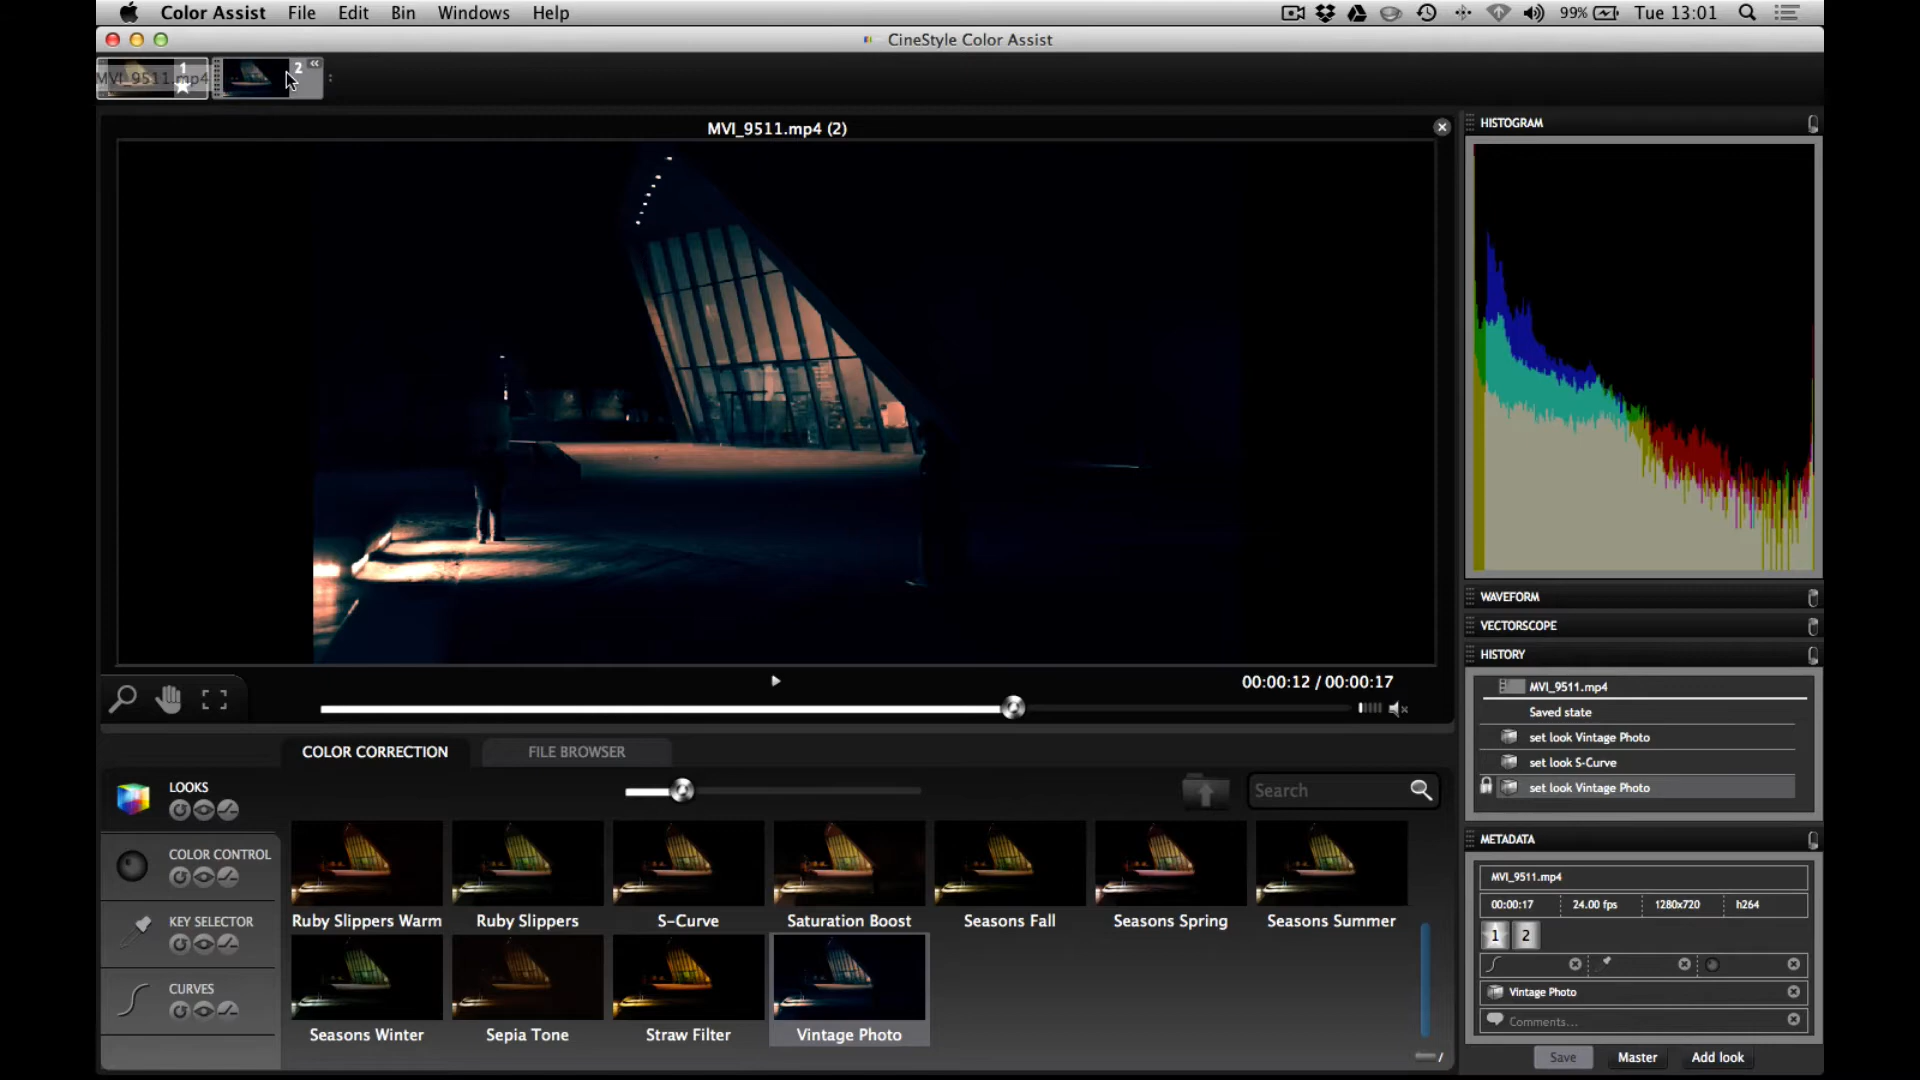 Color Assist File Edit Bin Windows Help 99% Tue 13:01
CineStyle Color Assist
MVI_9511.mp4 1 2
MVI_9511.mp4 (2)
HISTOGRAM
WAVEFORM
VECTORSCOPE
HISTORY
MVI_9511.mp4
Saved state
set look Vintage Photo
set look S-Curve
set look Vintage Photo
00:00:12 / 00:00:17
COLOR CORRECTION FILE BROWSER
LOOKS
Search
COLOR CONTROL
KEY SELECTOR
CURVES
Ruby Slippers Warm Ruby Slippers S-Curve Saturation Boost Seasons Fall Seasons Spring Seasons Summer
Seasons Winter Sepia Tone Straw Filter Vintage Photo
METADATA
MVI_9511.mp4
00:00:17 24.00 fps 1280x720 h264
1 2
Vintage Photo
Comments...
Save Master Add look